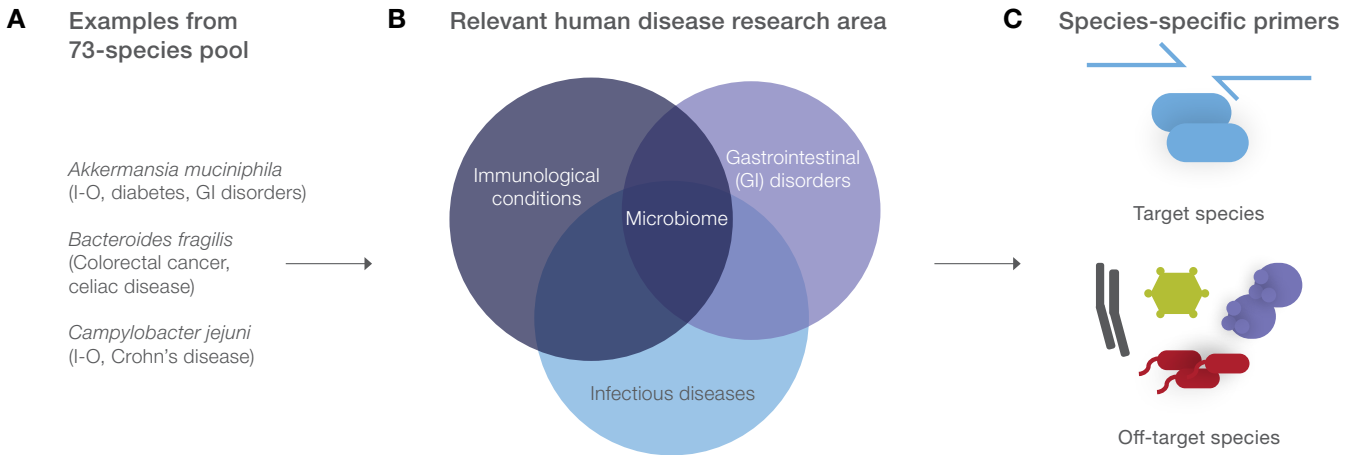 A
Examples from
73-species pool
Akkermansia muciniphila
(I-O, diabetes, GI disorders)
Bacteroides fragilis
(Colorectal cancer,
celiac disease)
Campylobacter jejuni
(I-O, Crohn’s disease)
B
Relevant human disease research area
Immunological
conditions
Gastrointestinal
(GI) disorders
Microbiome
Infectious diseases
C
Species-specific primers
Target species
Off-target species